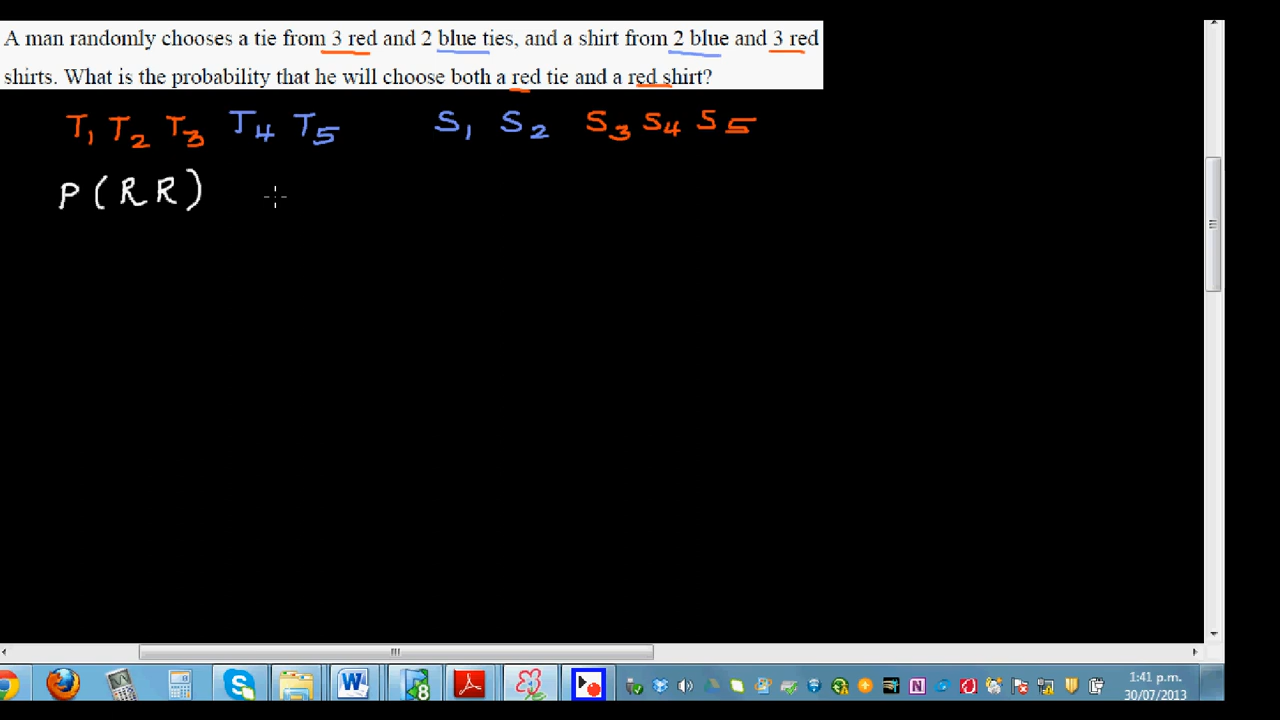 A man randomly chooses a tie from 3 red and 2 blue ties, and a shirt from 2 blue and 3 red
shirts. What is the probability that he will choose both a red tie and a red shirt?
T1 T2 T3 T4 T5 S1 S2 S3 S4 S5
P(RR)
W 8 N
1:41 p.m.
30/07/2013